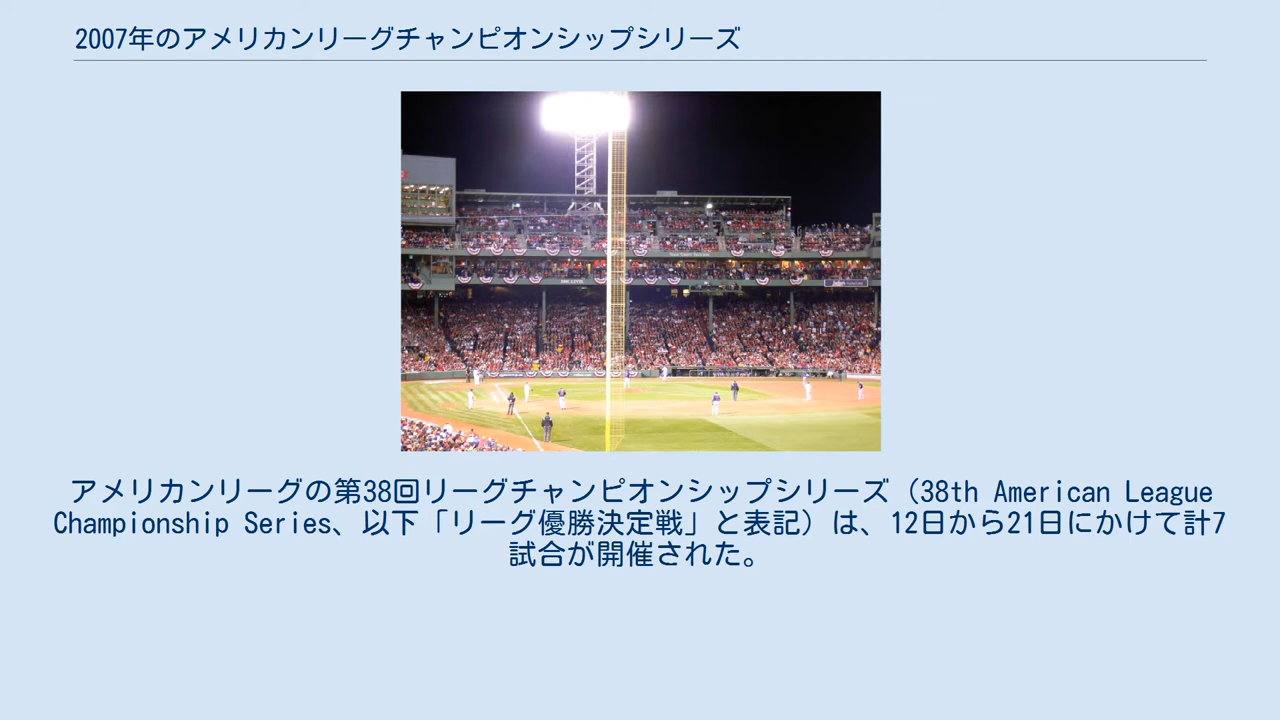 2007年のアメリカンリーグチャンピオンシップシリーズ
アメリカンリーグの第38回リーグチャンピオンシップシリーズ（38th American League
Championship Series、以下「リーグ優勝決定戦」と表記）は、12日から21日にかけて計7
試合が開催された。